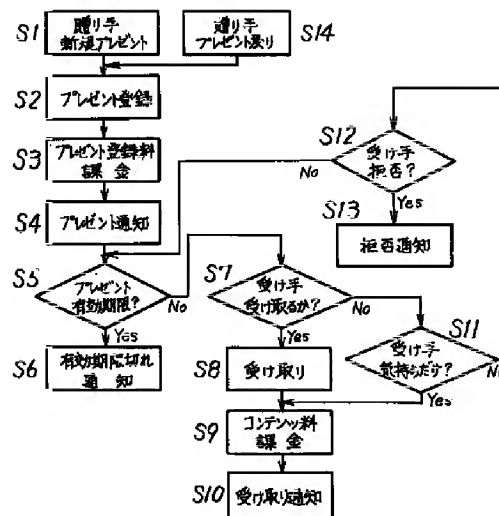 S1
贈り手
新規プレゼント
S14
贈り手
プレゼント戻り
S2
プレゼント登録
S3
プレゼント登録料
課金
S4
プレゼント通知
S12
受け手
拒否?
No
Yes
S13
拒否通知
S5
プレゼント
有効期限?
No
Yes
S6
有効期限切れ
通知
S7
受け手
受け取るか?
No
Yes
S8
受け取り
S11
受け手
気持ちだけ?
No
Yes
S9
コンテンツ料
課金
S10
受け取り通知